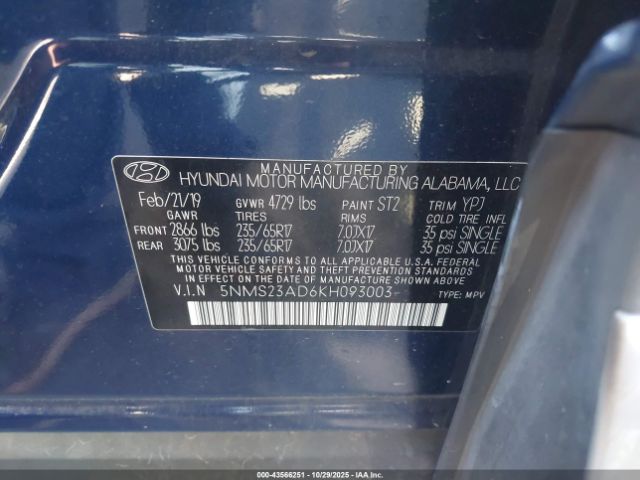 MANUFACTURED BY
HYUNDAI MOTOR MANUFACTURING ALABAMA, LLC
Feb/21/19 GVWR 4729 lbs PAINT ST2 TRIM YPJ
GAWR TIRES RIMS COLD TIRE INFL
FRONT 2866 lbs 235/65R17 7.0JX17 35 psi SINGLE
REAR 3075 lbs 235/65R17 7.0JX17 35 psi SINGLE
THIS VEHICLE CONFORMS TO ALL APPLICABLE U.S.A. FEDERAL
MOTOR VEHICLE SAFETY, BUMPER, AND THEFT PREVENTION STANDARDS
IN EFFECT ON THE DATE OF MANUFACTURE SHOWN ABOVE.
V.I.N 5NMS23AD6KH093003 TYPE: MPV
000-43566251 10/29/2025 Copyright © IAA, LLC.